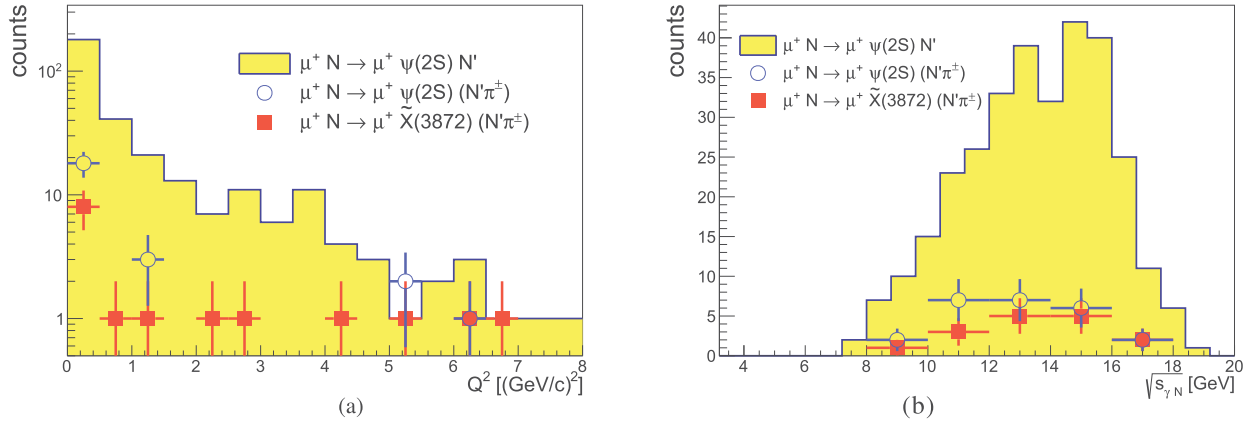 counts
10²
10
1
μ⁺ N → μ⁺ ψ(2S) N'
μ⁺ N → μ⁺ ψ(2S) (N'π±)
μ⁺ N → μ⁺ X̃(3872) (N'π±)
0 1 2 3 4 5 6 7 8
Q² [(GeV/c)²]
(a)
counts
40
35
30
25
20
15
10
5
0
μ⁺ N → μ⁺ ψ(2S) N'
μ⁺ N → μ⁺ ψ(2S) (N'π±)
μ⁺ N → μ⁺ X̃(3872) (N'π±)
4 6 8 10 12 14 16 18 20
√s_γ N [GeV]
(b)